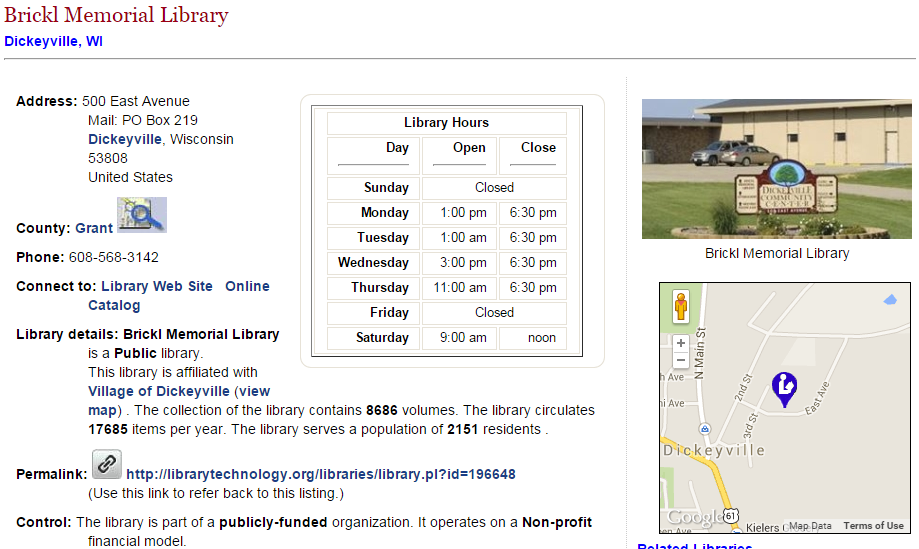 Brickl Memorial Library
Dickeyville, WI
Address: 500 East Avenue
Mail: PO Box 219
Dickeyville, Wisconsin
53808
United States
County: Grant
Phone: 608-568-3142
Connect to: Library Web Site Online
Catalog
Library details: Brickl Memorial Library
is a Public library.
This library is affiliated with
Village of Dickeyville (view
map) . The collection of the library contains 8686 volumes. The library circulates
17685 items per year. The library serves a population of 2151 residents .
Permalink: http://librarytechnology.org/libraries/library.pl?id=196648
(Use this link to refer back to this listing.)
Control: The library is part of a publicly-funded organization. It operates on a Non-profit
financial model.
Library Hours
Day Open Close
Sunday Closed
Monday 1:00 pm 6:30 pm
Tuesday 1:00 am 6:30 pm
Wednesday 3:00 pm 6:30 pm
Thursday 11:00 am 6:30 pm
Friday Closed
Saturday 9:00 am noon
DICKEYVILLE
COMMUNITY
CENTER
500 EAST AVENUE
Brickl Memorial Library
+
−
N Main St
2nd St
3rd St
East Ave
h Ave
ni Ave
Dickeyville
61
Google
Kielers
Map Data Terms of Use
Related Libraries